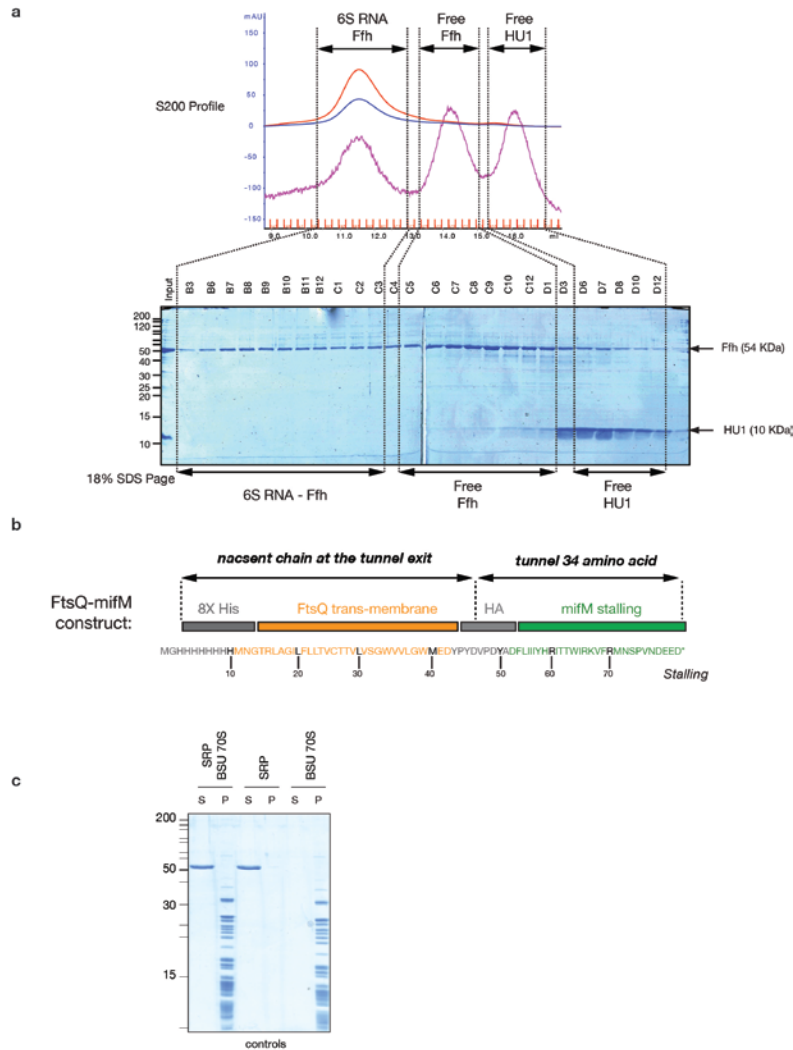 a
mAU
6S RNA Ffh
Free Ffh
Free HU1
S200 Profile
100
50
0
-50
-100
-150
9.0 10.0 11.0 12.0 13.0 14.0 15.0 16.0 ml
Input B3 B6 B7 B8 B9 B10 B11 B12 C1 C2 C3 C4 C5 C6 C7 C8 C9 C10 C12 D1 D3 D6 D7 D8 D10 D12
200
120
50
40
30
25
20
15
10
Ffh (54 KDa)
HU1 (10 KDa)
18% SDS Page
6S RNA - Ffh
Free Ffh
Free HU1
b
nacsent chain at the tunnel exit
tunnel 34 amino acid
FtsQ-mifM construct:
8X His
FtsQ trans-membrane
HA
mifM stalling
MGHHHHHHHHMNGTRLAGILFLLTVCTTVLVSGWVVLGWMEDYPYDVPDYADFLIIYHRITTWIRKVFRMNSPVNDEED*
10 20 30 40 50 60 70
Stalling
c
SRP BSU 70S
SRP
BSU 70S
S P S P S P
200
50
30
15
controls